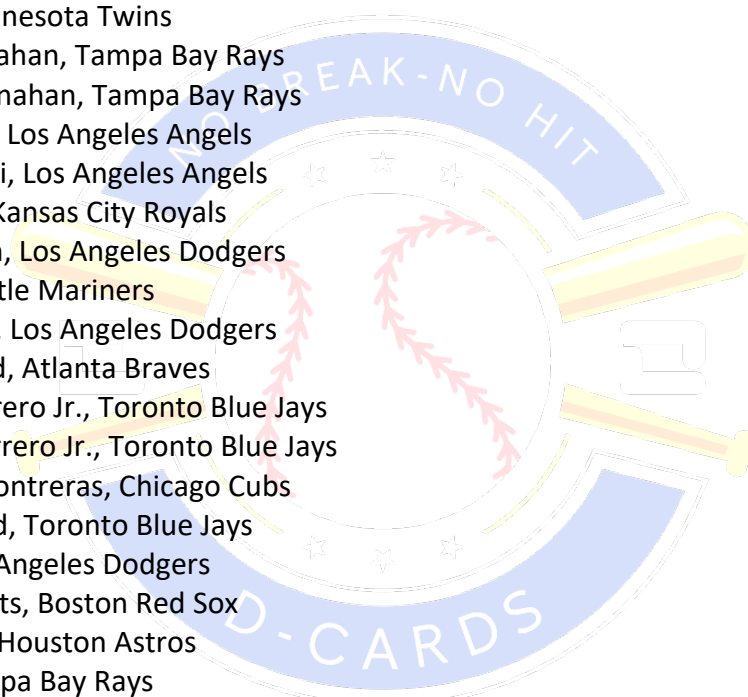 nnesota Twins
ahan, Tampa Bay Rays
nahan, Tampa Bay Rays
, Los Angeles Angels
i, Los Angeles Angels
Kansas City Royals
, Los Angeles Dodgers
tle Mariners
, Los Angeles Dodgers
d, Atlanta Braves
rero Jr., Toronto Blue Jays
rrero Jr., Toronto Blue Jays
ontreras, Chicago Cubs
d, Toronto Blue Jays
Angeles Dodgers
ts, Boston Red Sox
Houston Astros
pa Bay Rays
NO BREAK-NO HIT
D-CARDS